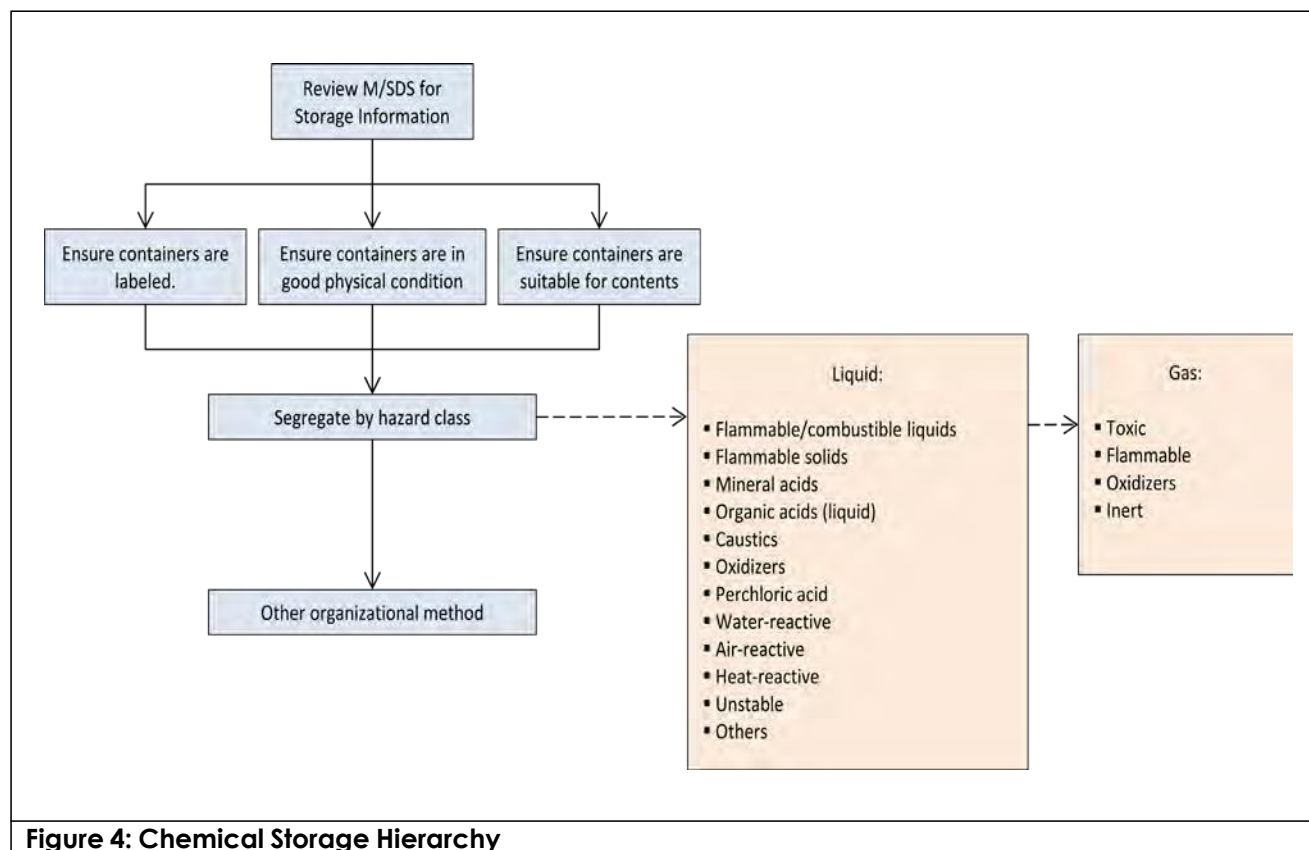 Review M/SDS for
Storage Information
Ensure containers are
labeled.
Ensure containers are in
good physical condition
Ensure containers are
suitable for contents
Segregate by hazard class
Other organizational method
Liquid:
▪ Flammable/combustible liquids
▪ Flammable solids
▪ Mineral acids
▪ Organic acids (liquid)
▪ Caustics
▪ Oxidizers
▪ Perchloric acid
▪ Water-reactive
▪ Air-reactive
▪ Heat-reactive
▪ Unstable
▪ Others
Gas:
▪ Toxic
▪ Flammable
▪ Oxidizers
▪ Inert
Figure 4: Chemical Storage Hierarchy